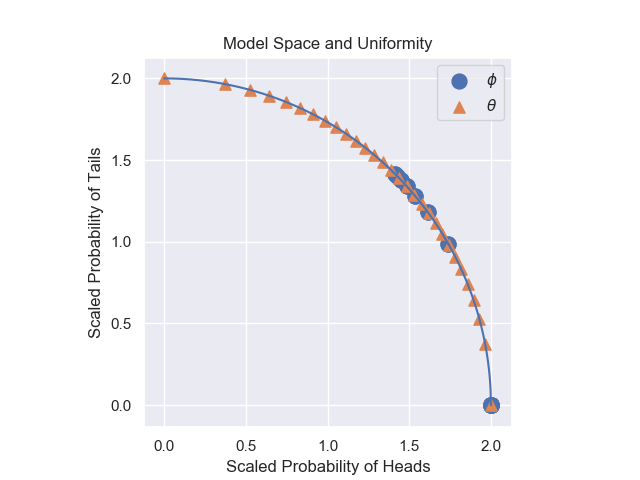 Model Space and Uniformity
ϕ
θ
Scaled Probability of Tails
2.0
1.5
1.0
0.5
0.0
0.0 0.5 1.0 1.5 2.0
Scaled Probability of Heads